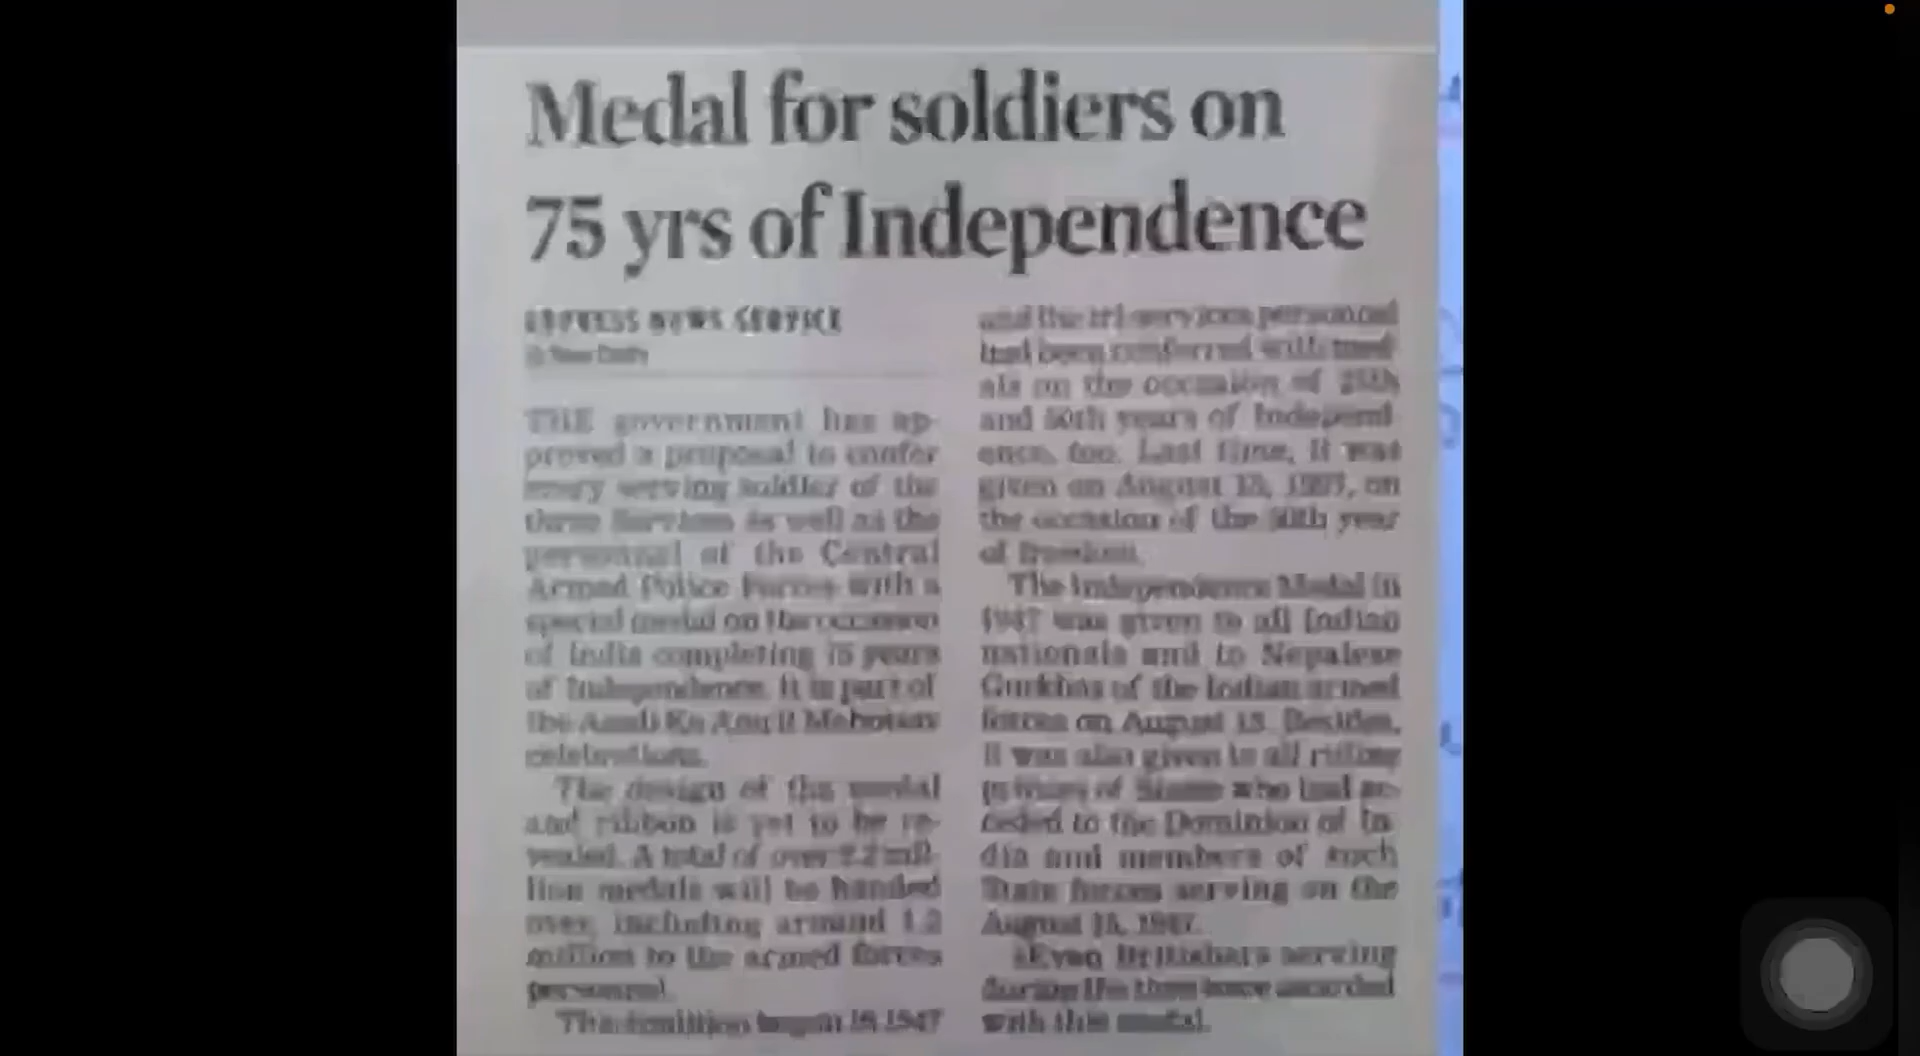 Medal for soldiers on
75 yrs of Independence
EXPRESS NEWS SERVICE
@ New Delhi
THE government has ap-
proved a proposal to confer
every serving soldier of the
three Services as well as the
personnel of the Central
Armed Police Forces with a
special medal on the occasion
of India completing 75 years
of Independence. It is part of
the Azadi Ka Amrit Mahotsav
celebrations.
The design of the medal
and ribbon is yet to be re-
vealed. A total of over 2.2 mil-
lion medals will be handed
over, including around 1.2
million to the armed forces
personnel.
The tradition began in 1947
and the tri-services personnel
had been conferred with med-
als on the occasion of 25th
and 50th years of Independ-
ence, too. Last time, it was
given on August 15, 1997, on
the occasion of the 50th year
of freedom.
The Independence Medal in
1947 was given to all Indian
nationals and to Nepalese
Gurkhas of the Indian armed
forces on August 15. Besides,
it was also given to all ruling
princes of States who had ac-
ceded to the Dominion of In-
dia and members of such
State forces serving on the
August 15, 1947.
Even Britishers serving
during the time were awarded
with this medal.